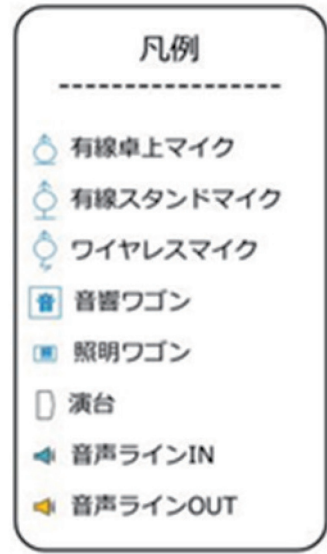 凡例
-----------------
有線卓上マイク
有線スタンドマイク
ワイヤレスマイク
音 音響ワゴン
照 照明ワゴン
演台
音声ラインIN
音声ラインOUT